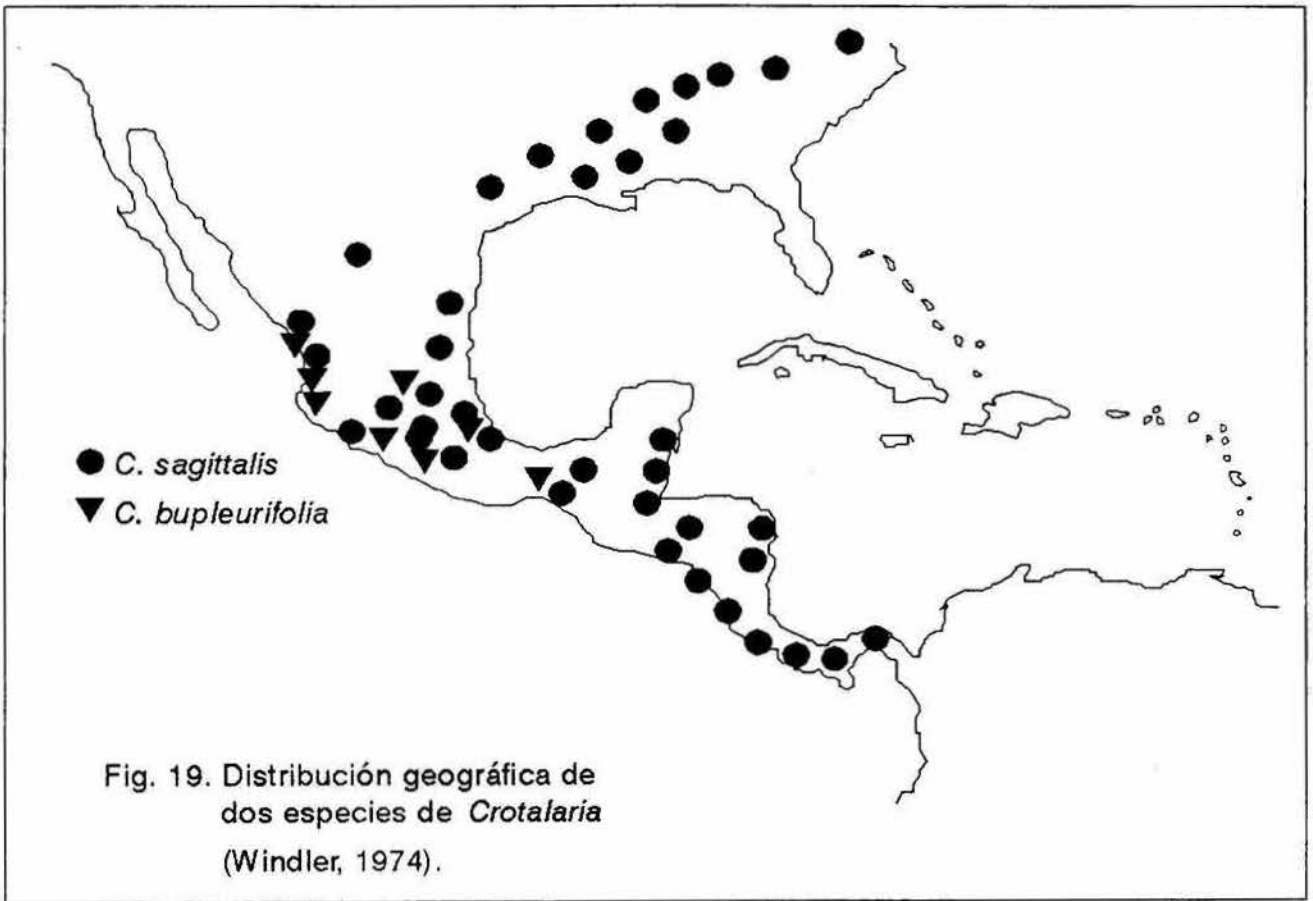 C. sagittalis
C. bupleurifolia
Fig. 19. Distribución geográfica de
dos especies de Crotalaria
(Windler, 1974).